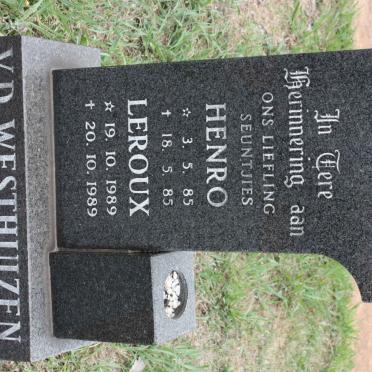 In Tere
Herinnering aan
ONS LIEFLING
SEUNTJIES
HENRO
☆ 3. 5. 85
✝ 18. 5. 85
LEROUX
☆ 19. 10. 1989
✝ 20. 10. 1989
V.D. WESTHUIZEN